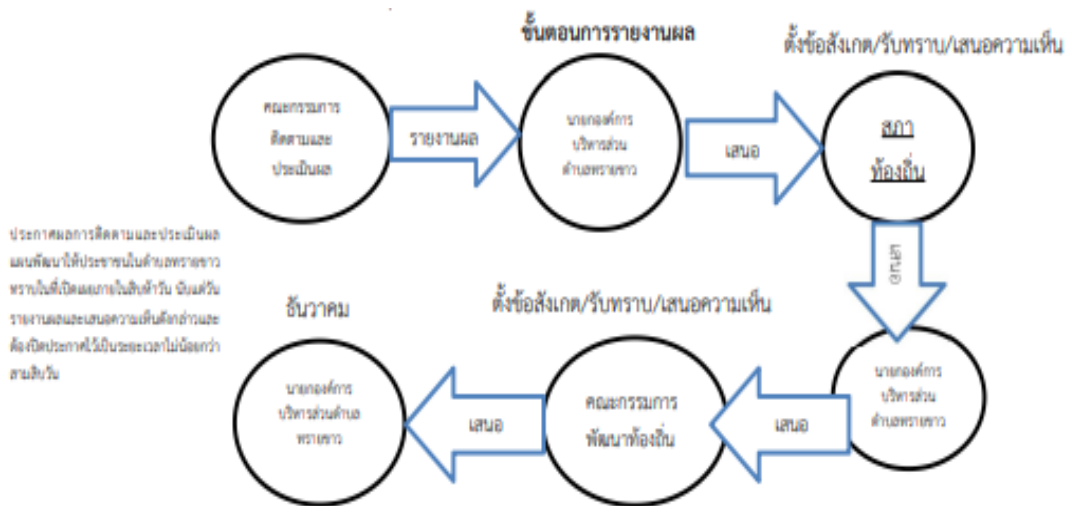 ขั้นตอนการรายงานผล
ตั้งข้อสังเกต/รับทราบ/เสนอความเห็น
คณะกรรมการ
ติดตามและ
ประเมินผล
รายงานผล
นายกองค์การ
บริหารส่วน
ตำบลทรายขาว
เสนอ
สภา
ท้องถิ่น
เสนอ
ประกาศผลการติดตามและประเมินผล
แผนพัฒนาให้ประชาชนในตำบลทรายขาว
ทราบในที่เปิดเผยภายในสิบห้าวัน นับแต่วัน
รายงานผลและเสนอความเห็นดังกล่าวและ
ต้องปิดประกาศไว้เป็นระยะเวลาไม่น้อยกว่า
สามสิบวัน
ธันวาคม
ตั้งข้อสังเกต/รับทราบ/เสนอความเห็น
นายกองค์การ
บริหารส่วน
ตำบลทรายขาว
เสนอ
คณะกรรมการ
พัฒนาท้องถิ่น
เสนอ
นายกองค์การ
บริหารส่วนตำบล
ทรายขาว